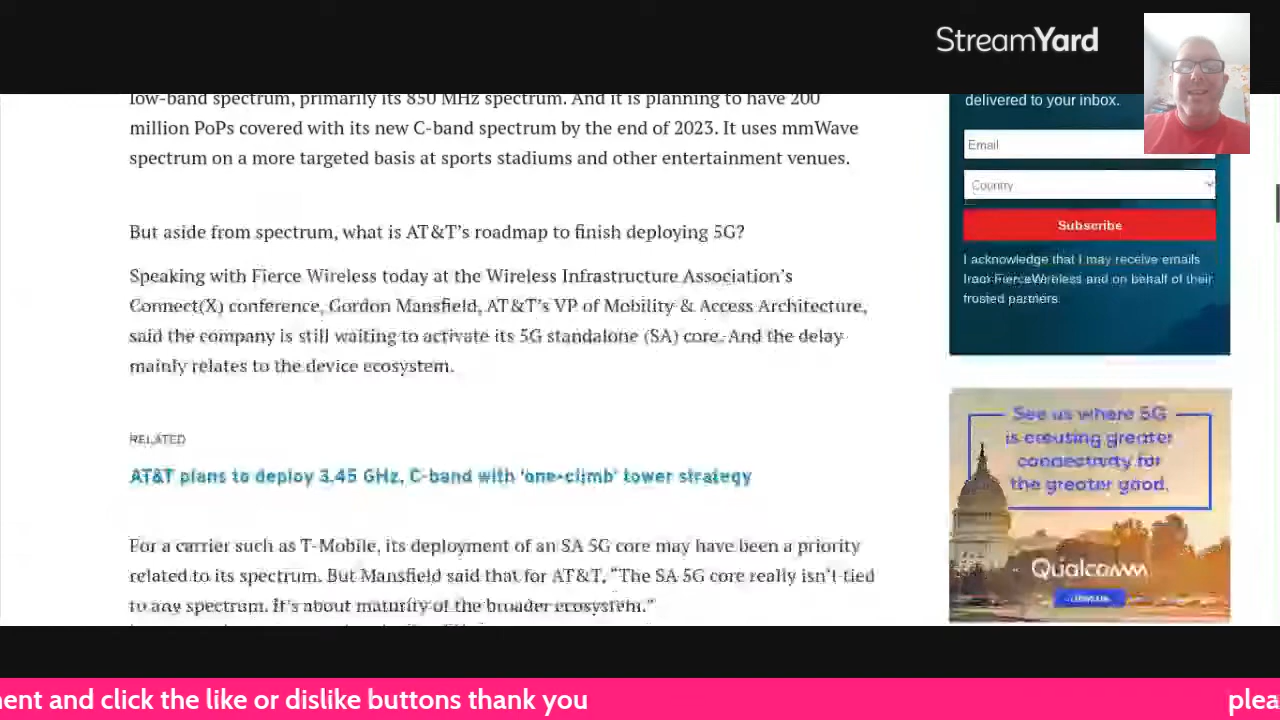 StreamYard
low-band spectrum, primarily its 850 MHz spectrum. And it is planning to have 200
million PoPs covered with its new C-band spectrum by the end of 2023. It uses mmWave
spectrum on a more targeted basis at sports stadiums and other entertainment venues.
But aside from spectrum, what is AT&T's roadmap to finish deploying 5G?
Speaking with Fierce Wireless today at the Wireless Infrastructure Association's
Connect(X) conference, Gordon Mansfield, AT&T's VP of Mobility & Access Architecture,
said the company is still waiting to activate its 5G standalone (SA) core. And the delay
mainly relates to the device ecosystem.
RELATED
AT&T plans to deploy 3.45 GHz, C-band with 'one-climb' tower strategy
For a carrier such as T-Mobile, its deployment of an SA 5G core may have been a priority
related to its spectrum. But Mansfield said that for AT&T, “The SA 5G core really isn't tied
to any spectrum. It's about maturity of the broader ecosystem.”
delivered to your inbox.
Email
Country
Subscribe
I acknowledge that I may receive emails
from FierceWireless and on behalf of their
trusted partners.
See us where 5G
is creating greater
connectivity for
the greater good.
Qualcomm
ent and click the like or dislike buttons thank you
plea